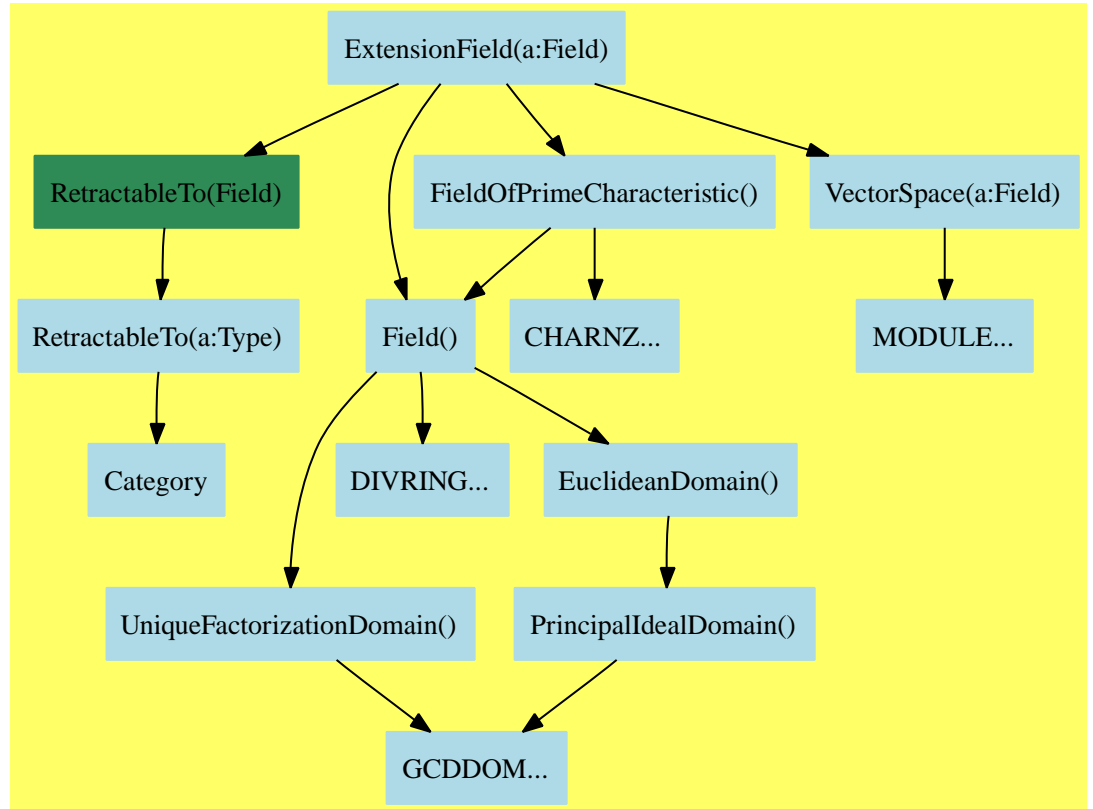 ExtensionField(a:Field)
RetractableTo(Field)
FieldOfPrimeCharacteristic()
VectorSpace(a:Field)
RetractableTo(a:Type)
Field()
CHARNZ...
MODULE...
Category
DIVRING...
EuclideanDomain()
UniqueFactorizationDomain()
PrincipalIdealDomain()
GCDDOM...